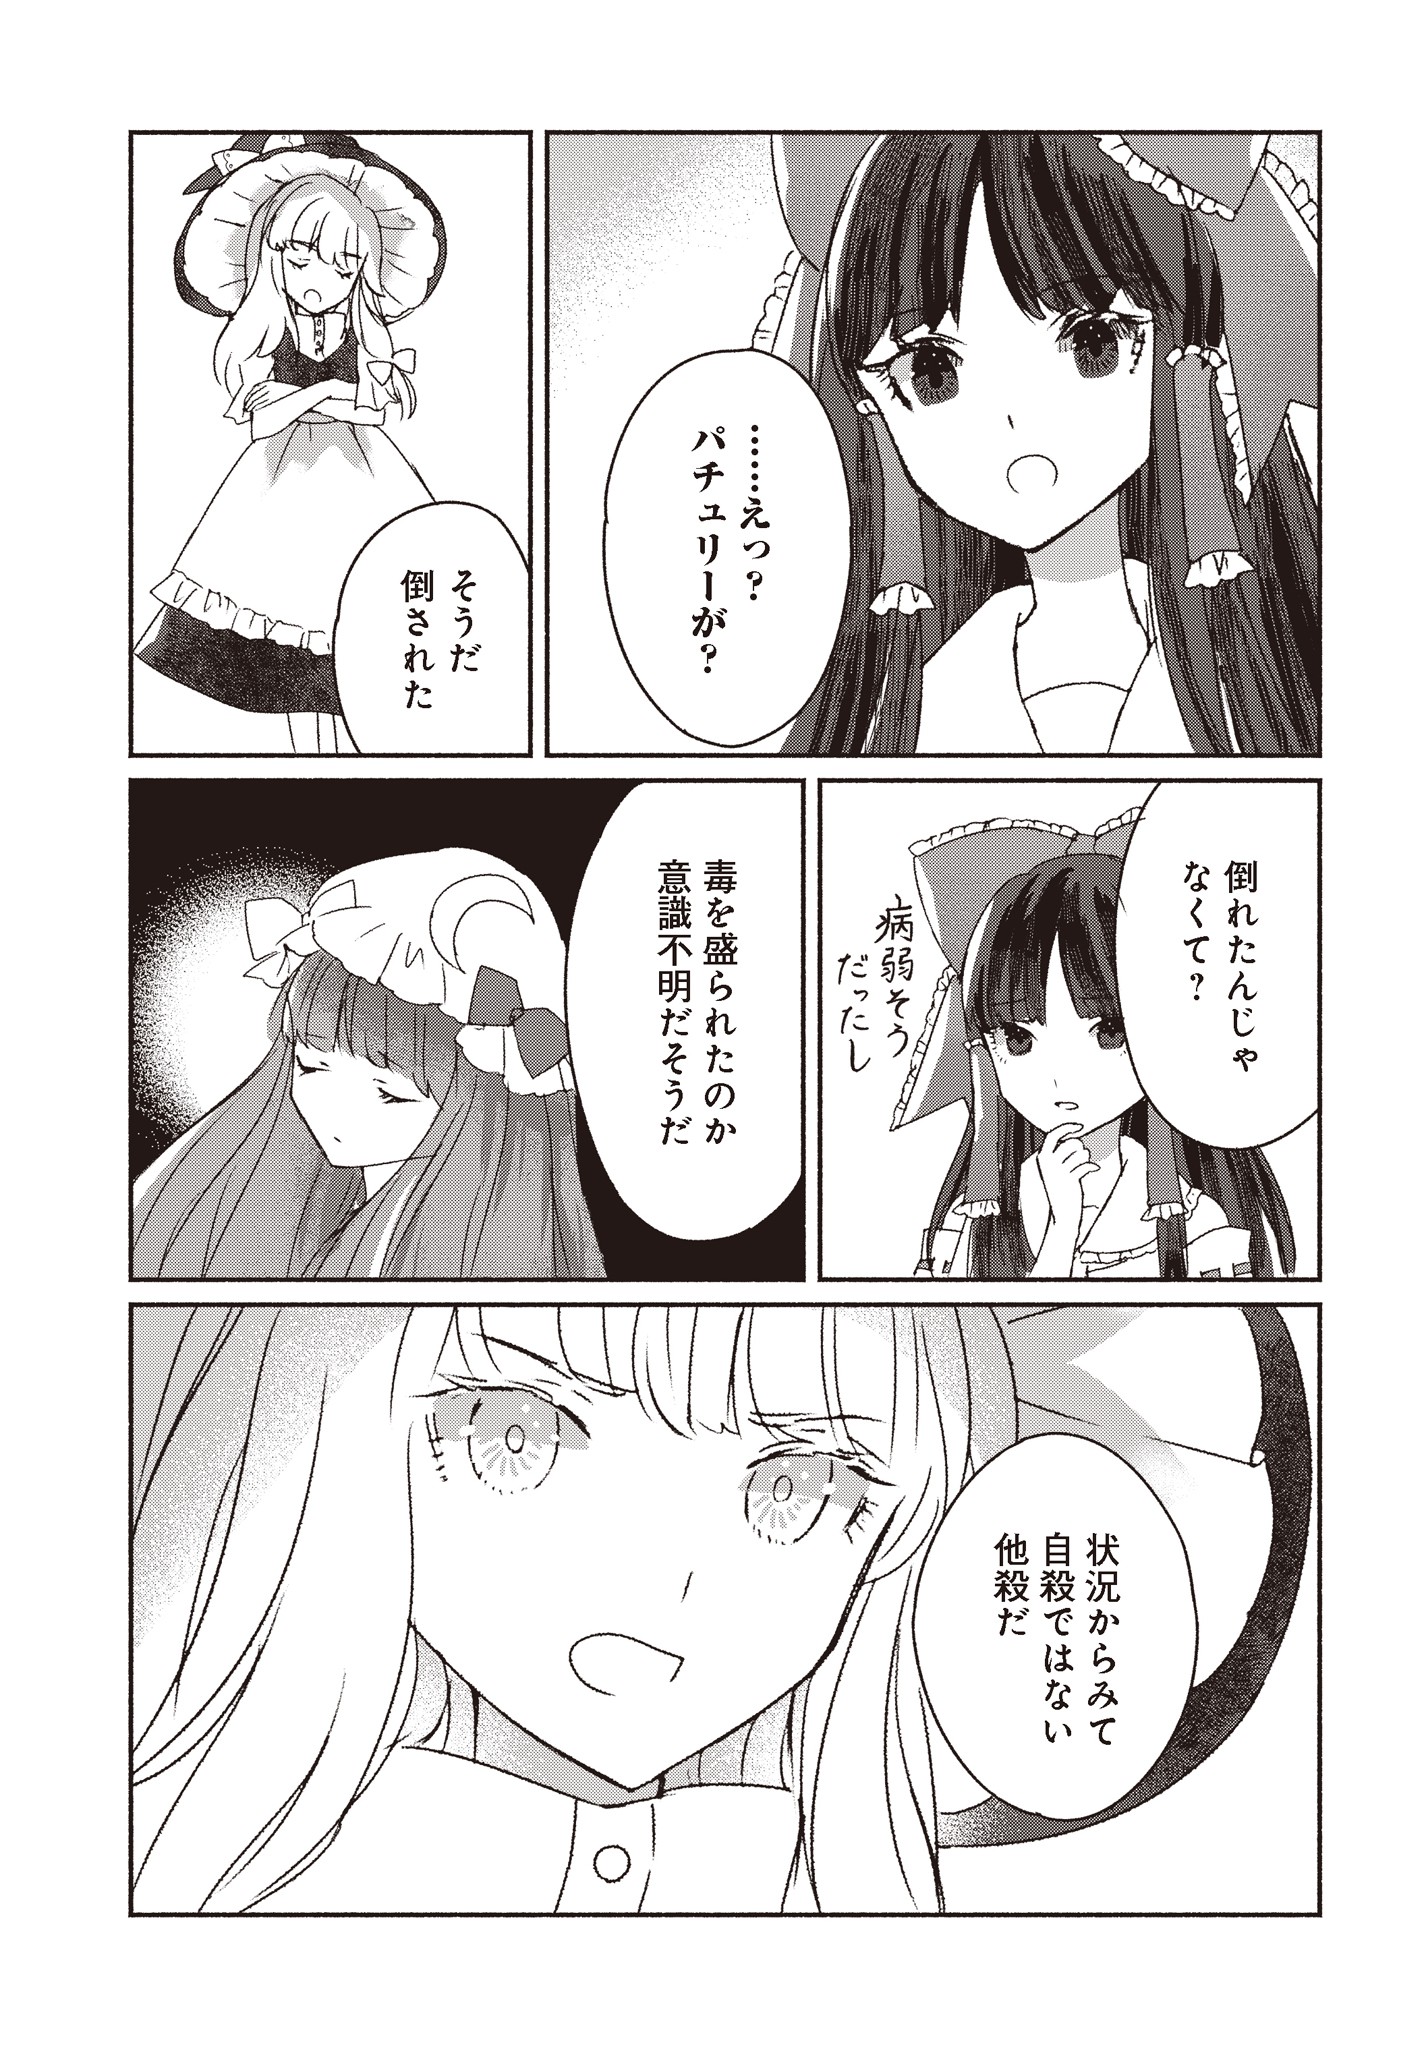 ……えっ？
パチュリーが？
そうだ
倒された
倒れたんじゃ
なくて？
病弱そう
だったし
毒を盛られたのか
意識不明だそうだ
状況からみて
自殺ではない
他殺だ